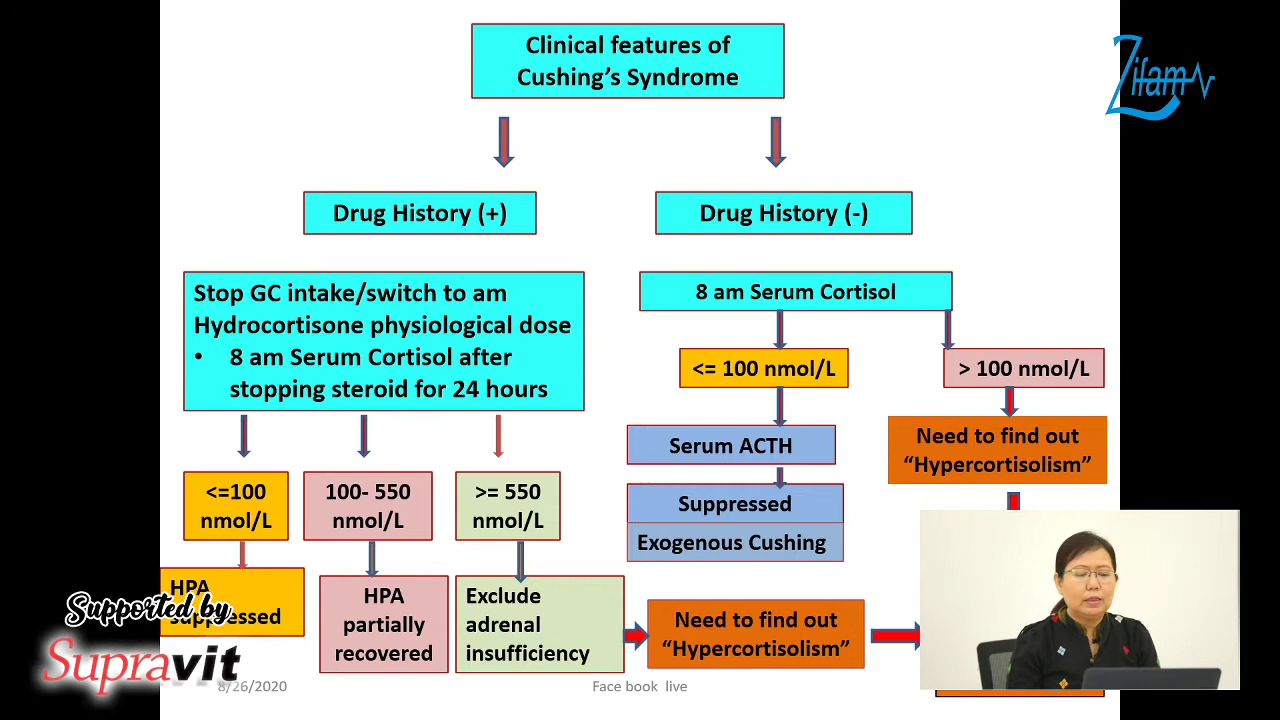 Clinical features of
Cushing’s Syndrome
Zifam
Drug History (+)
Drug History (-)
Stop GC intake/switch to am
Hydrocortisone physiological dose
• 8 am Serum Cortisol after
stopping steroid for 24 hours
8 am Serum Cortisol
<= 100 nmol/L
> 100 nmol/L
Serum ACTH
Need to find out
“Hypercortisolism”
Suppressed
Exogenous Cushing
<=100
nmol/L
100- 550
nmol/L
>= 550
nmol/L
HPA
suppressed
HPA
partially
recovered
Exclude
adrenal
insufficiency
Need to find out
“Hypercortisolism”
Supported by
Supravit
8/26/2020
Face book live